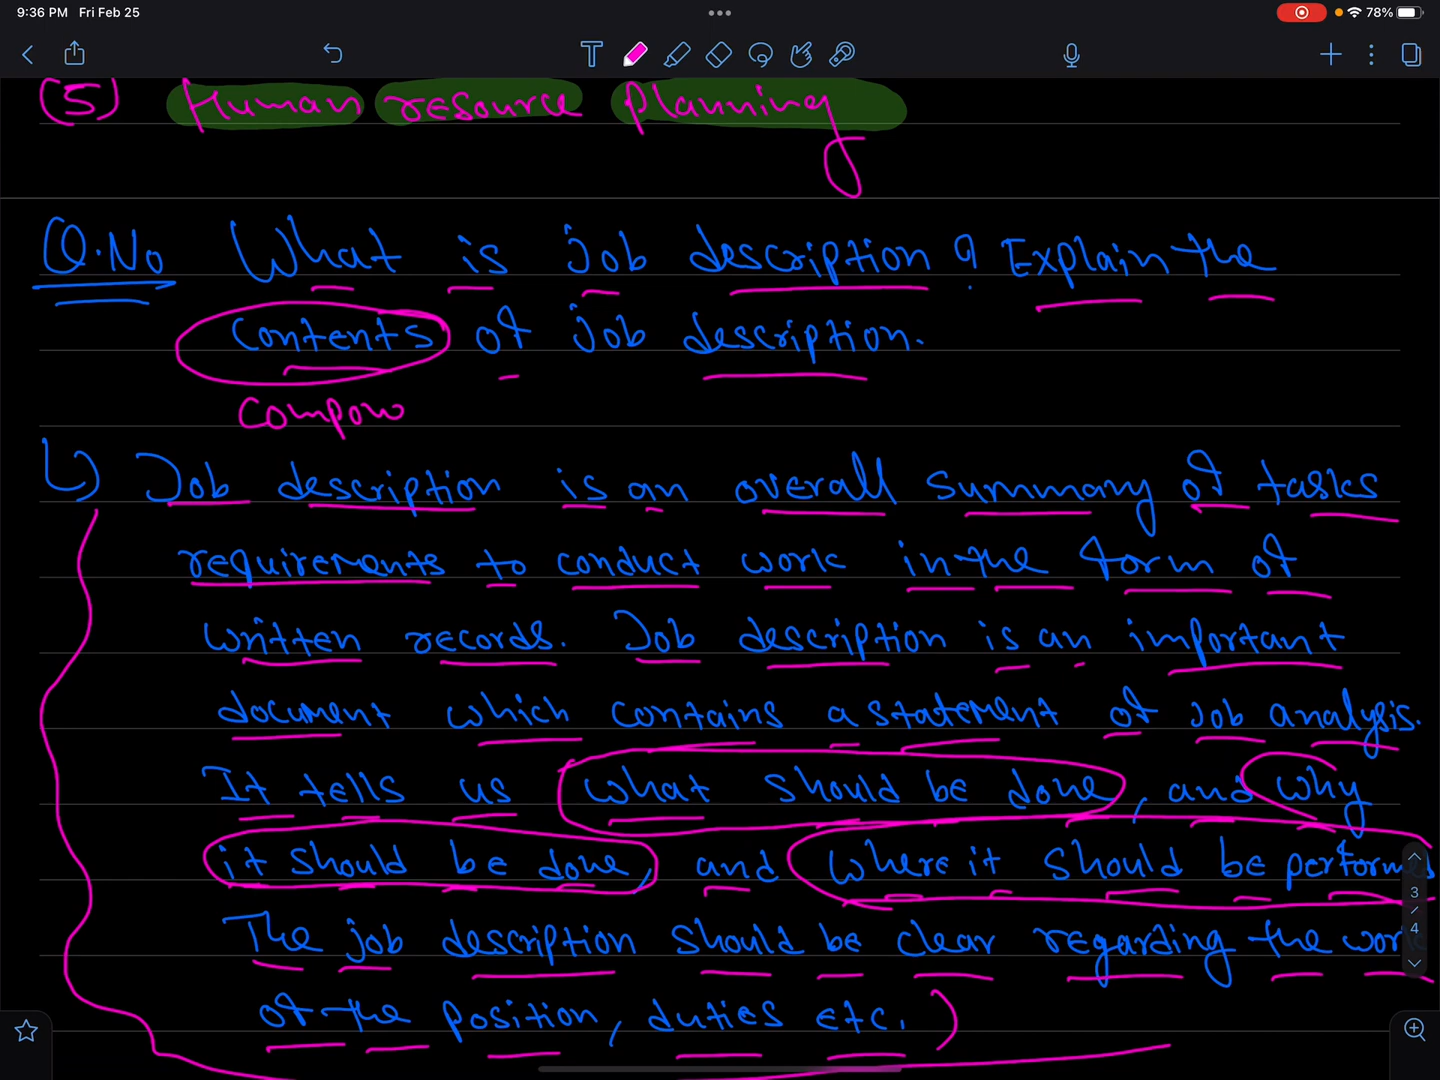 9:36 PM Fri Feb 25
78%
(5) Human resource planning
Q.No What is Job description? Explain the
contents of Job description.
Compon
Job description is an overall summary of tasks
requirements to conduct work in the form of
written records. Job description is an important
document which contains a statement of Job analysis.
It tells us what should be done, and why
it should be done, and where it should be perform
The job description should be clear regarding the wor
of the position, duties etc.
3
/
4